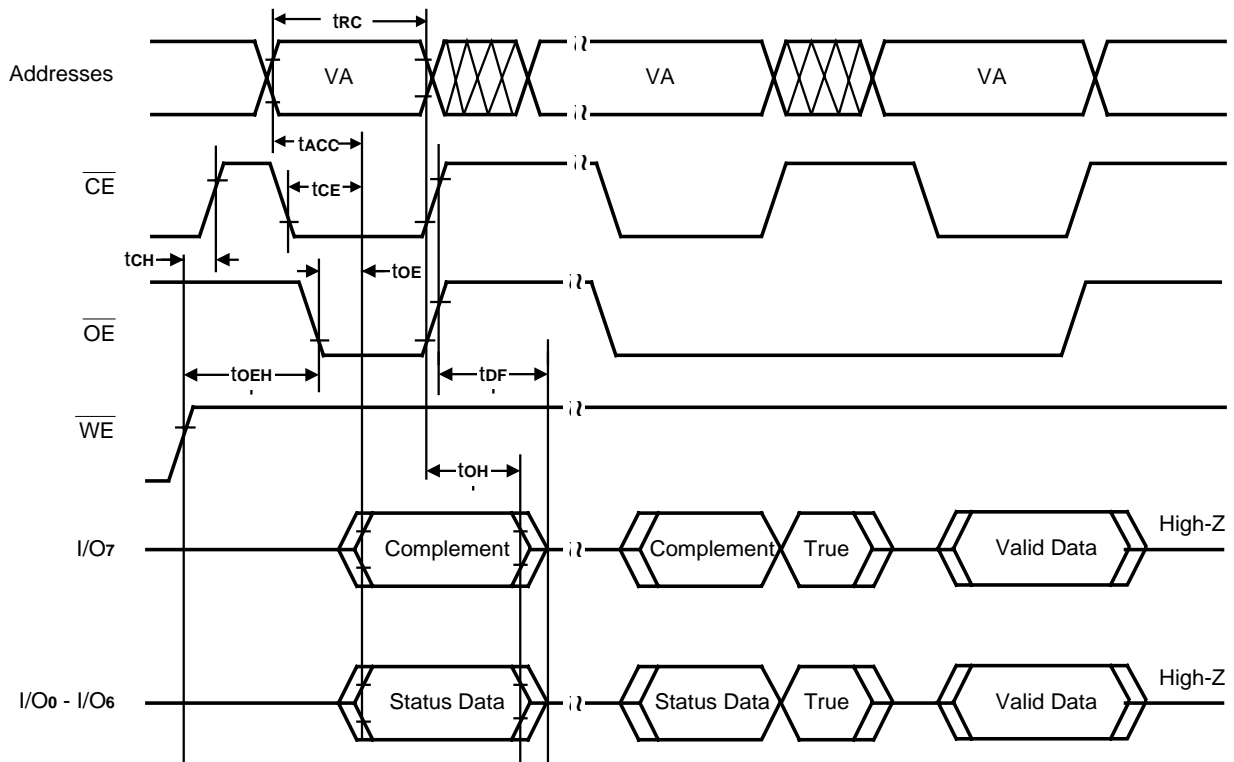 tRC
Addresses VA VA VA
tACC
CE
tCE
tCH
tOE
OE
tOEH tDF
WE
tOH
High-Z
I/O7 Complement Complement True Valid Data
High-Z
I/O0 - I/O6 Status Data Status Data True Valid Data